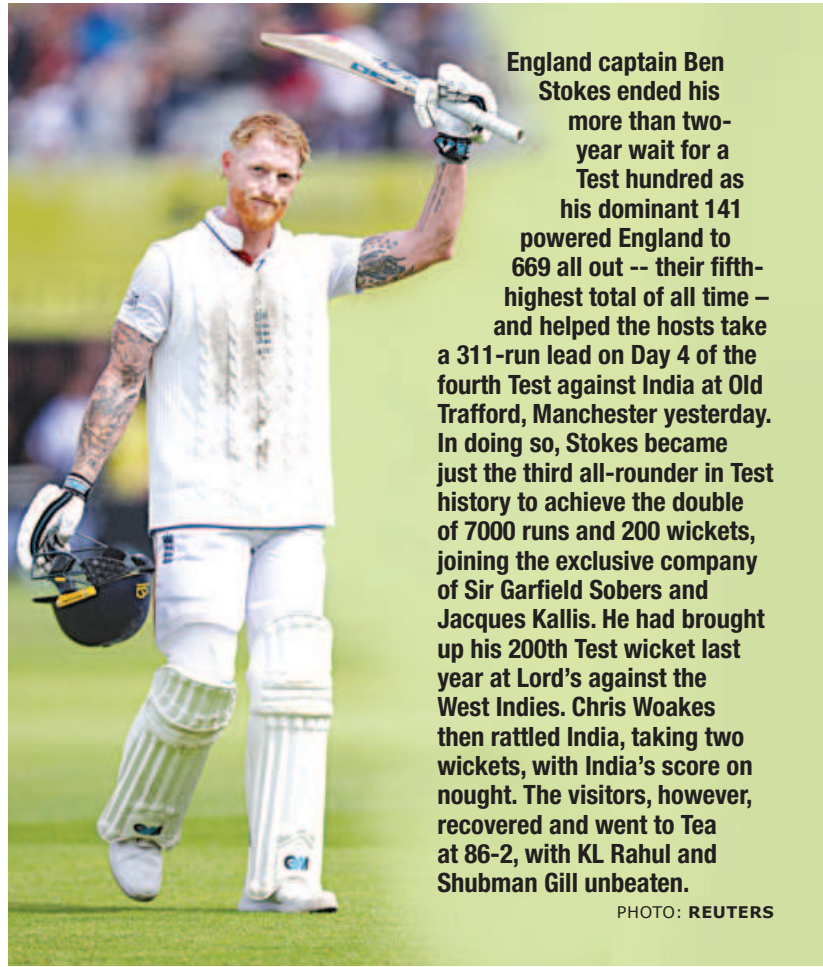 England captain Ben
Stokes ended his
more than two-
year wait for a
Test hundred as
his dominant 141
powered England to
669 all out -- their fifth-
highest total of all time –
and helped the hosts take
a 311-run lead on Day 4 of the
fourth Test against India at Old
Trafford, Manchester yesterday.
In doing so, Stokes became
just the third all-rounder in Test
history to achieve the double
of 7000 runs and 200 wickets,
joining the exclusive company
of Sir Garfield Sobers and
Jacques Kallis. He had brought
up his 200th Test wicket last
year at Lord’s against the
West Indies. Chris Woakes
then rattled India, taking two
wickets, with India’s score on
nought. The visitors, however,
recovered and went to Tea
at 86-2, with KL Rahul and
Shubman Gill unbeaten.
PHOTO: REUTERS